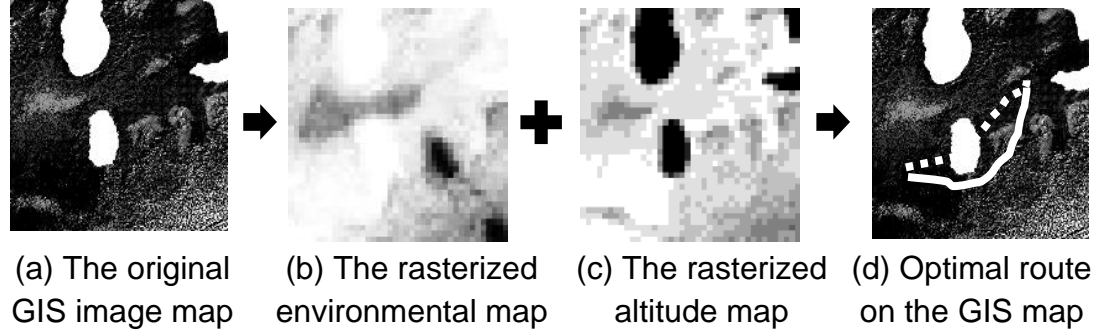 (a) The original
GIS image map
(b) The rasterized
environmental map
(c) The rasterized
altitude map
(d) Optimal route
on the GIS map